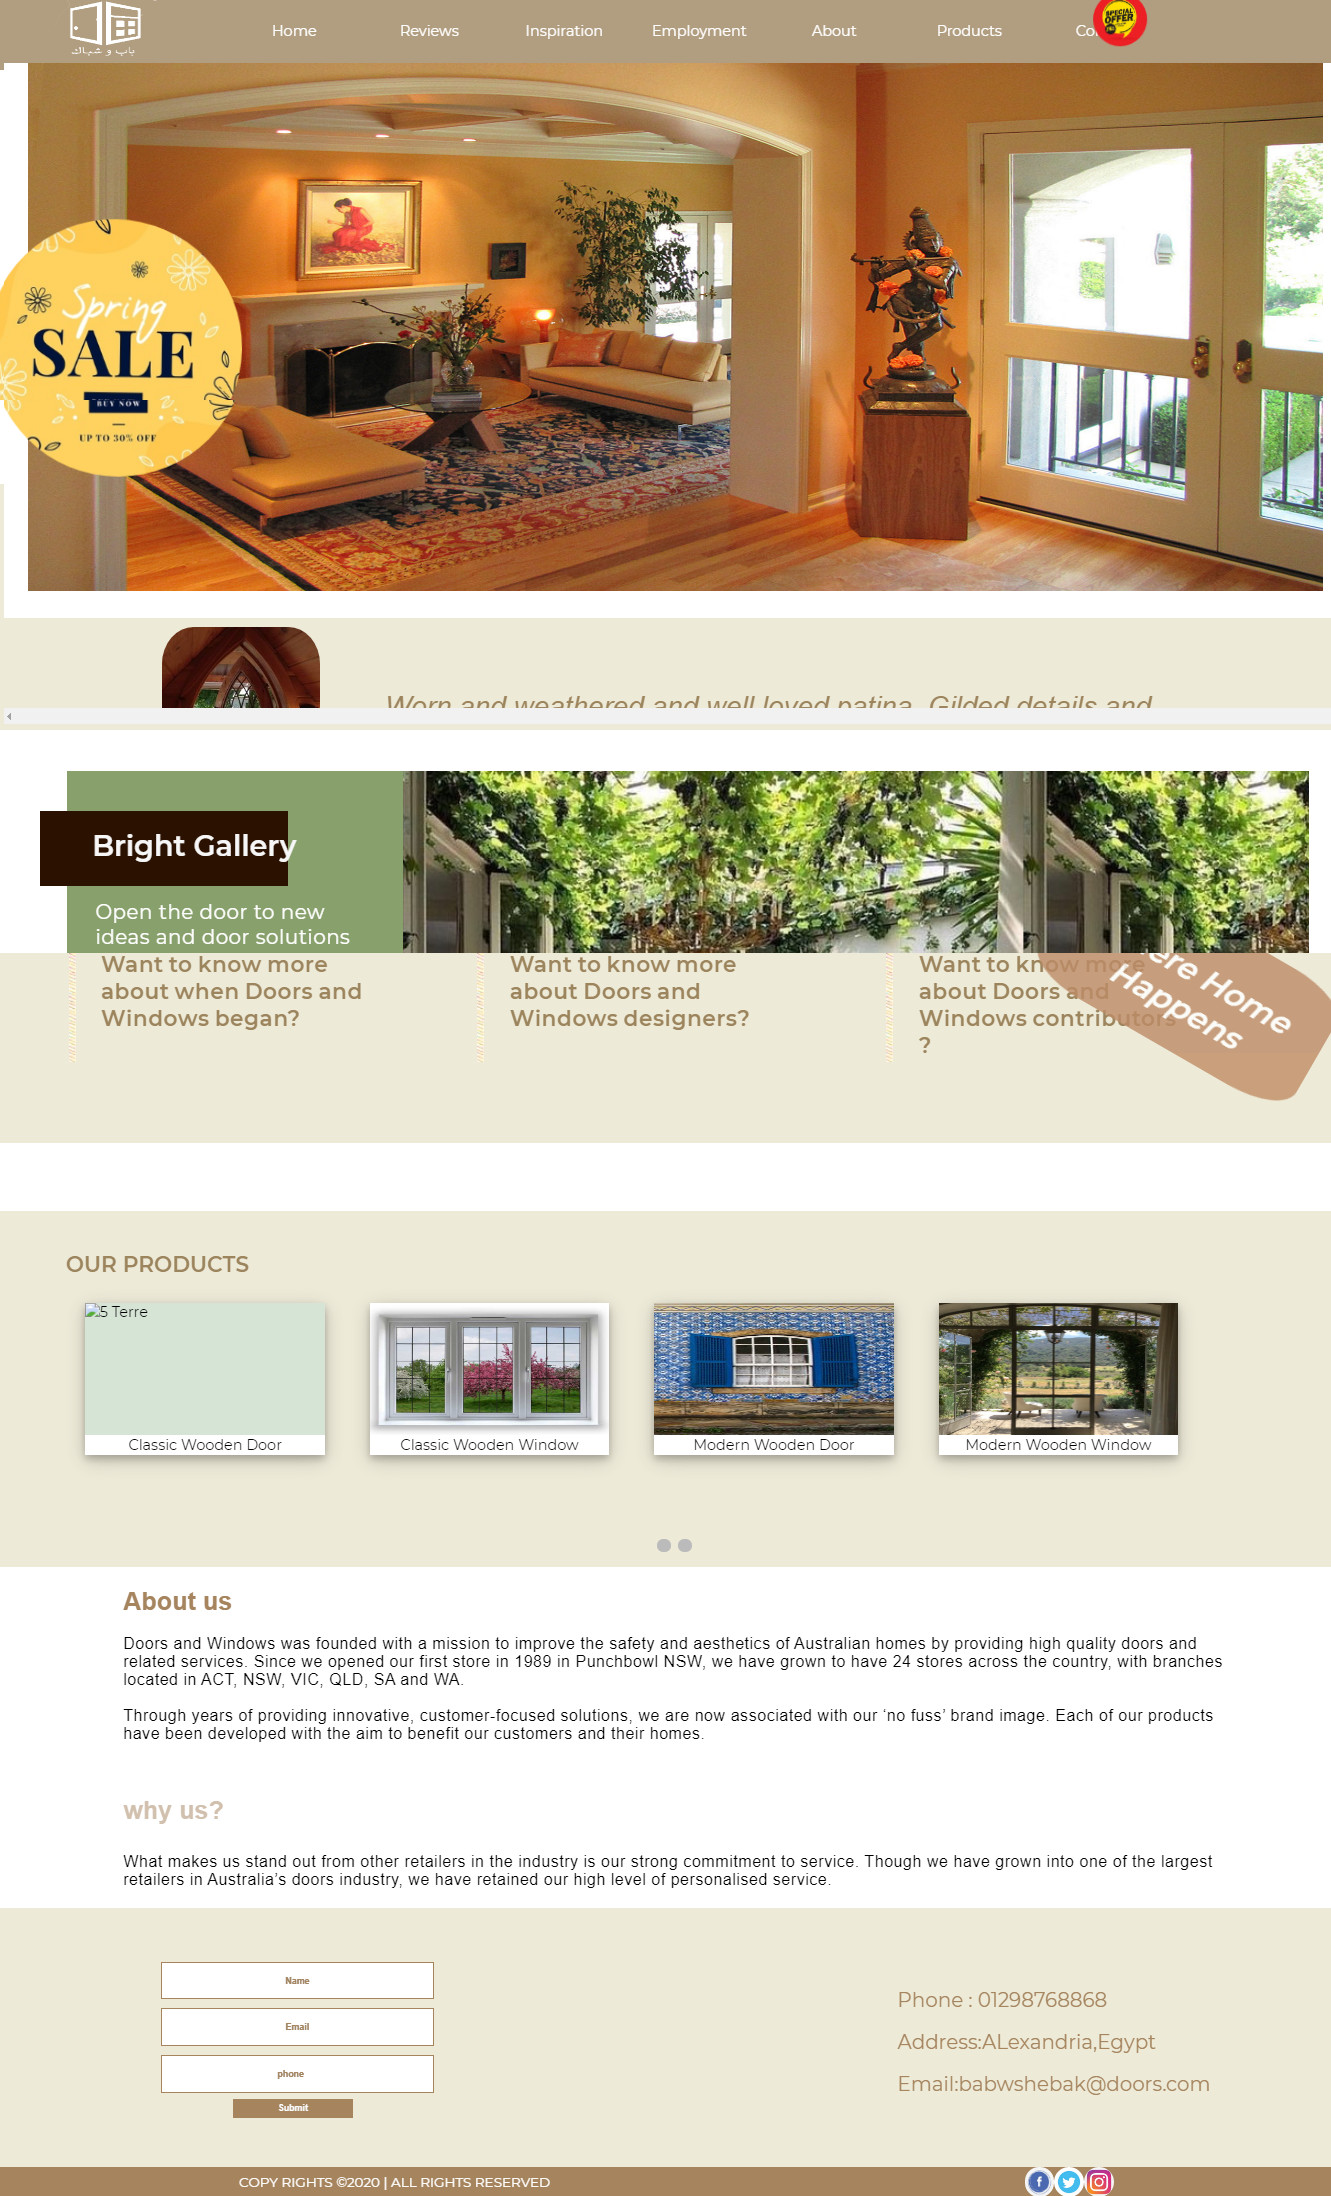 باب و شباك
Home
Reviews
Inspiration
Employment
About
Products
SPECIAL
OFFER
Spring
SALE
BUY NOW
UP TO 30% OFF
Worn and weathered and well loved patina. Gilded details and
Bright Gallery
Open the door to new
ideas and door solutions
Want to know more
about when Doors and
Windows began?
Want to know more
about Doors and
Windows designers?
Want to know more
about Doors and
Windows contributors
?
ere Home
Happens
OUR PRODUCTS
5 Terre
Classic Wooden Door
Classic Wooden Window
Modern Wooden Door
Modern Wooden Window
About us
Doors and Windows was founded with a mission to improve the safety and aesthetics of Australian homes by providing high quality doors and
related services. Since we opened our first store in 1989 in Punchbowl NSW, we have grown to have 24 stores across the country, with branches
located in ACT, NSW, VIC, QLD, SA and WA.
Through years of providing innovative, customer-focused solutions, we are now associated with our ‘no fuss’ brand image. Each of our products
have been developed with the aim to benefit our customers and their homes.
why us?
What makes us stand out from other retailers in the industry is our strong commitment to service. Though we have grown into one of the largest
retailers in Australia’s doors industry, we have retained our high level of personalised service.
Name
Email
phone
Submit
Phone : 01298768868
Address:ALexandria,Egypt
Email:babwshebak@doors.com
COPY RIGHTS ©2020 | ALL RIGHTS RESERVED